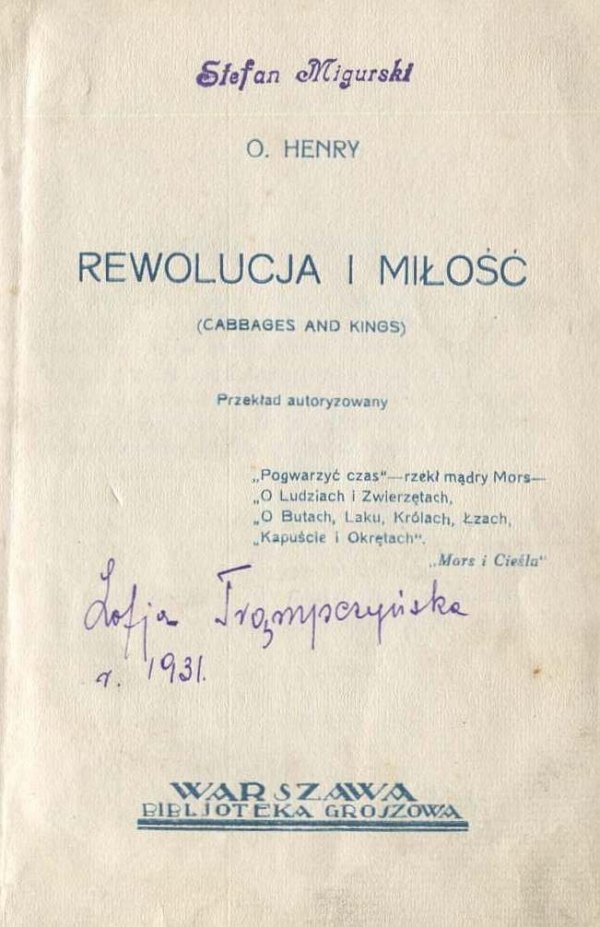 Stefan Migurski
O. HENRY
REWOLUCJA I MIŁOŚĆ
(CABBAGES AND KINGS)
Przekład autoryzowany
„Pogwarzyć czas“—rzekł mądry Mors—
„O Ludziach i Zwierzętach,
„O Butach, Laku, Królach, Łzach,
„Kapuście i Okrętach“.
„Mors i Cieśla“
Zofja Trąmpczyńska
r. 1931.
WARSZAWA
BIBLJOTEKA GROSZOWA